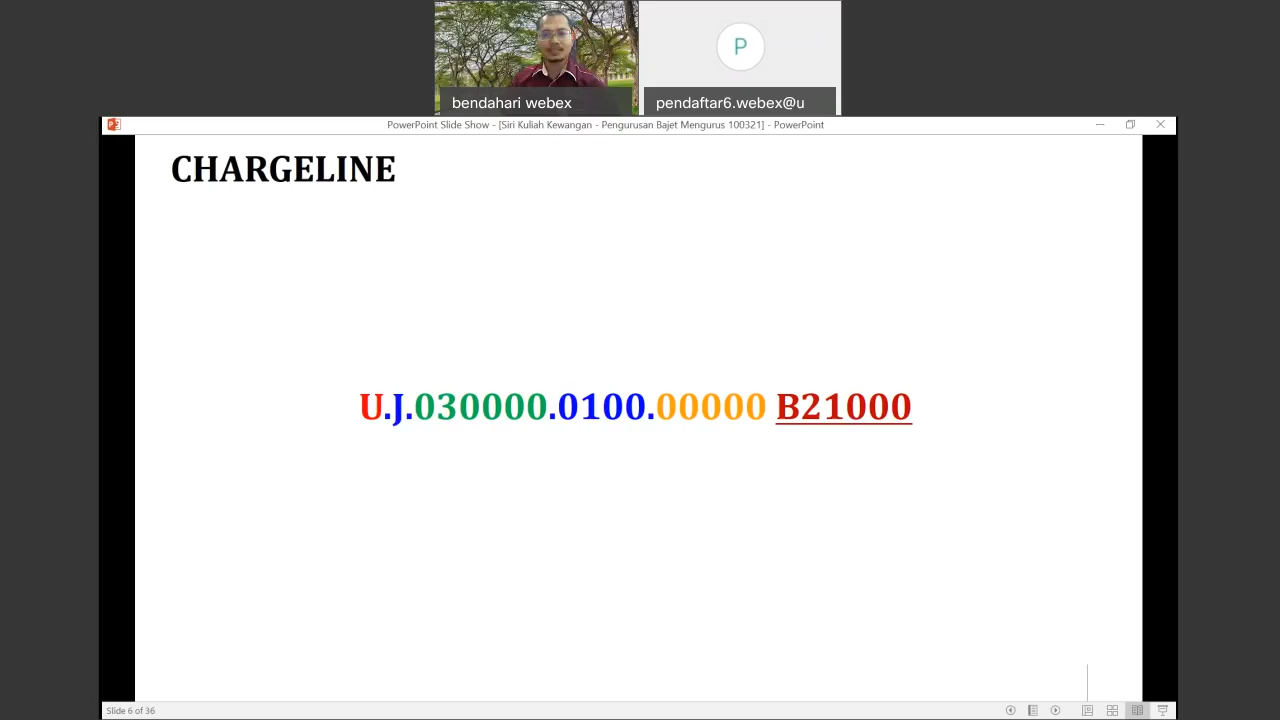 P
bendahari webex
pendaftar6.webex@u
PowerPoint Slide Show - [Siri Kuliah Kewangan - Pengurusan Bajet Mengurus 100321] - PowerPoint
CHARGELINE
U.J.030000.0100.00000 B21000
Slide 6 of 36